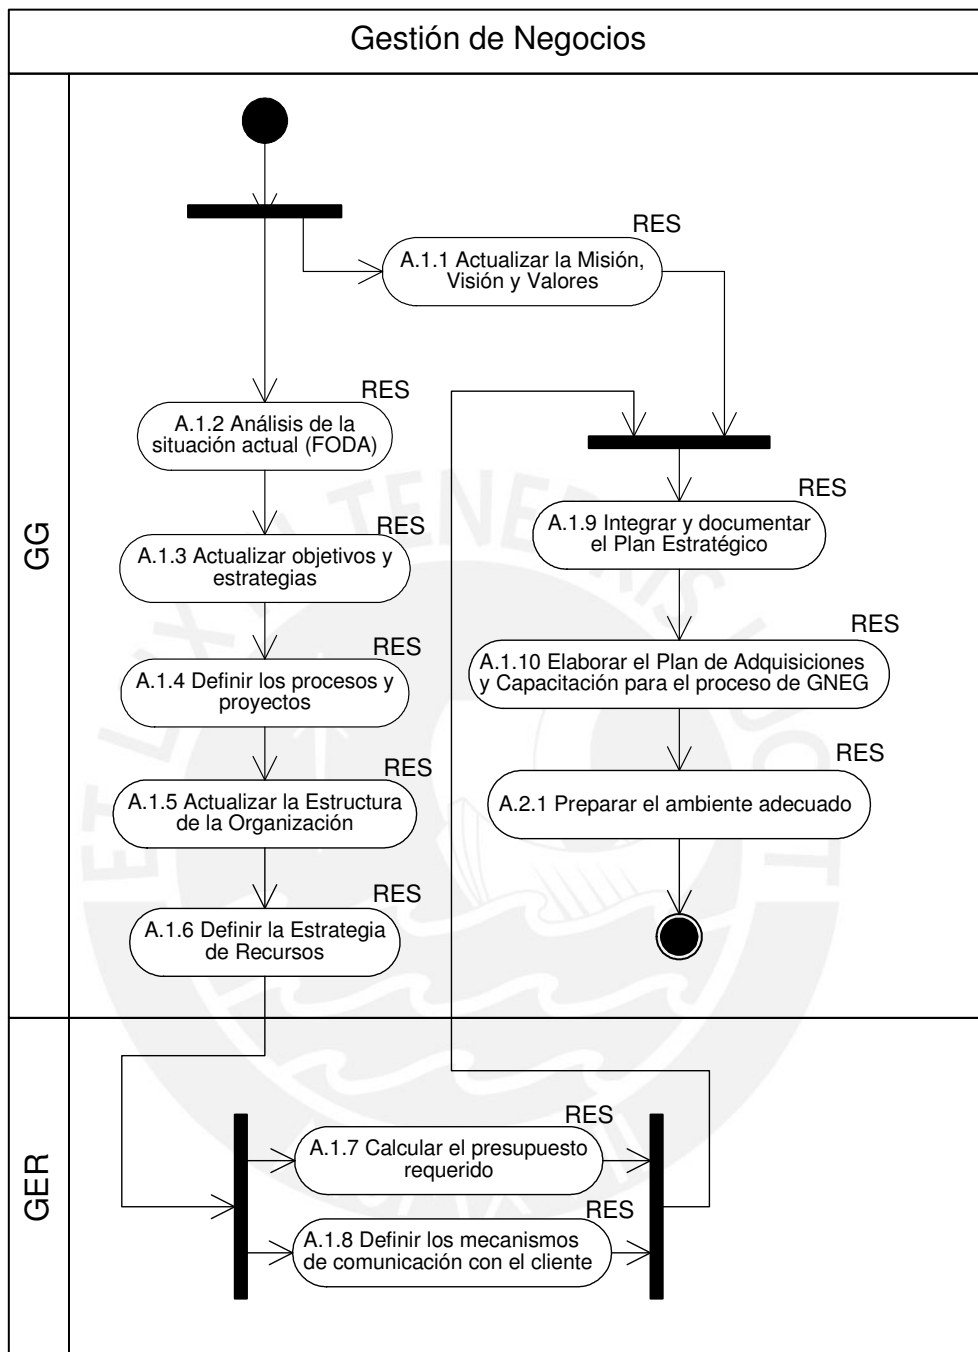 Gestión de Negocios
GG
RES
A.1.1 Actualizar la Misión,
Visión y Valores
RES
A.1.2 Análisis de la
situación actual (FODA)
RES
A.1.3 Actualizar objetivos y
estrategias
RES
A.1.4 Definir los procesos y
proyectos
RES
A.1.5 Actualizar la Estructura
de la Organización
RES
A.1.6 Definir la Estrategia
de Recursos
RES
A.1.9 Integrar y documentar
el Plan Estratégico
RES
A.1.10 Elaborar el Plan de Adquisiciones
y Capacitación para el proceso de GNEG
RES
A.2.1 Preparar el ambiente adecuado
GER
RES
A.1.7 Calcular el presupuesto
requerido
RES
A.1.8 Definir los mecanismos
de comunicación con el cliente